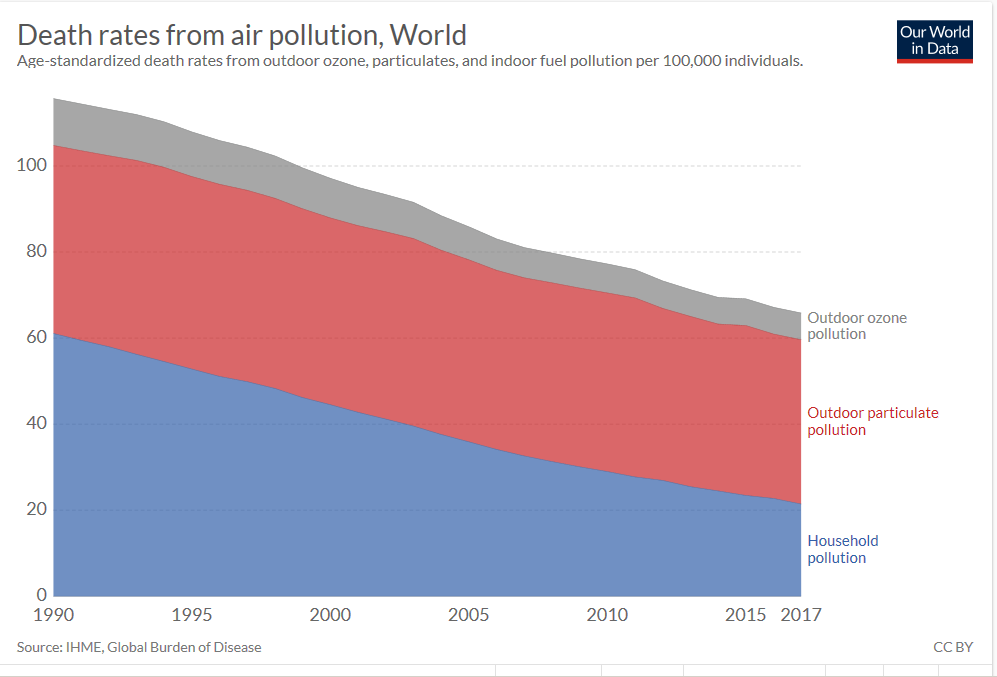 Death rates from air pollution, World
Age-standardized death rates from outdoor ozone, particulates, and indoor fuel pollution per 100,000 individuals.
Our World
in Data
100
80
60
40
20
0
Outdoor ozone
pollution
Outdoor particulate
pollution
Household
pollution
1990 1995 2000 2005 2010 2015 2017
Source: IHME, Global Burden of Disease
CC BY